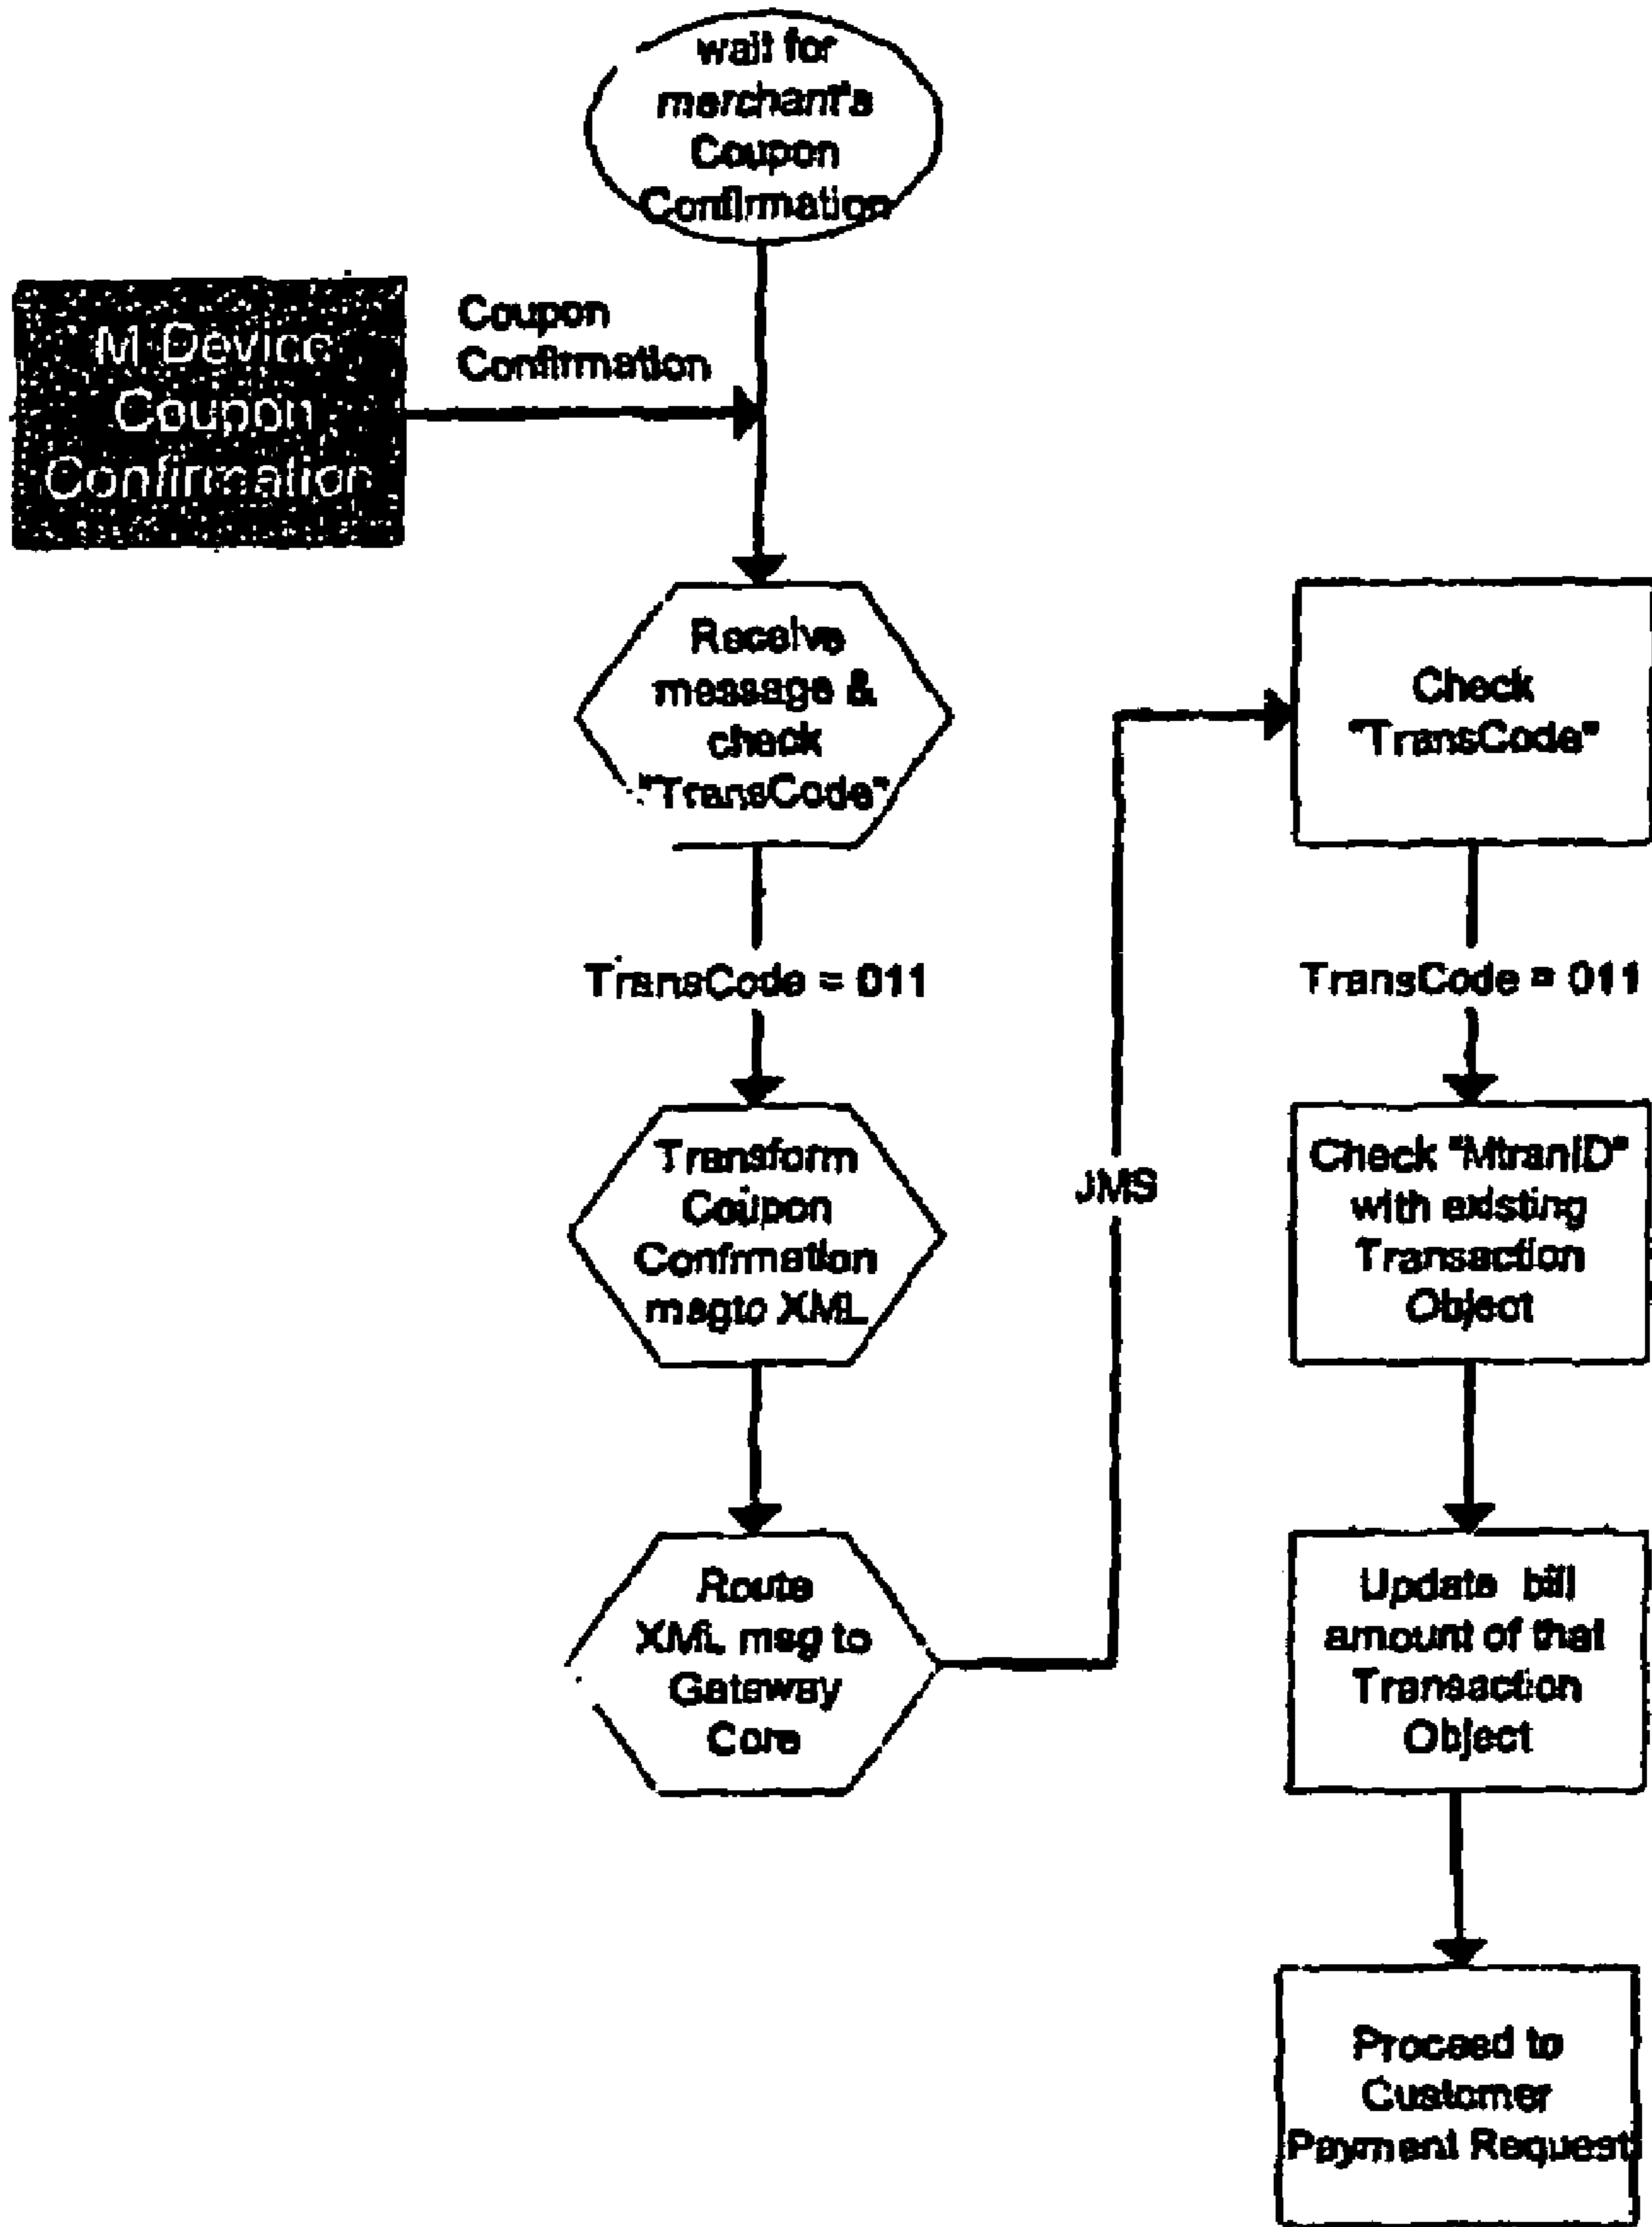 wait for
merchant's
Coupon
Confirmation
M Device
Coupon
Confirmation
Coupon
Confirmation
Receive
message &
check
"TransCode"
TransCode = 011
Transform
Coupon
Confrmation
msgto XML
Route
XML msg to
Gateway
Core
JMS
Check
"TransCode"
TransCode = 011
Check "MtranID"
with existing
Transaction
Object
Update bill
amount of that
Transaction
Object
Proceed to
Customer
Payment Request